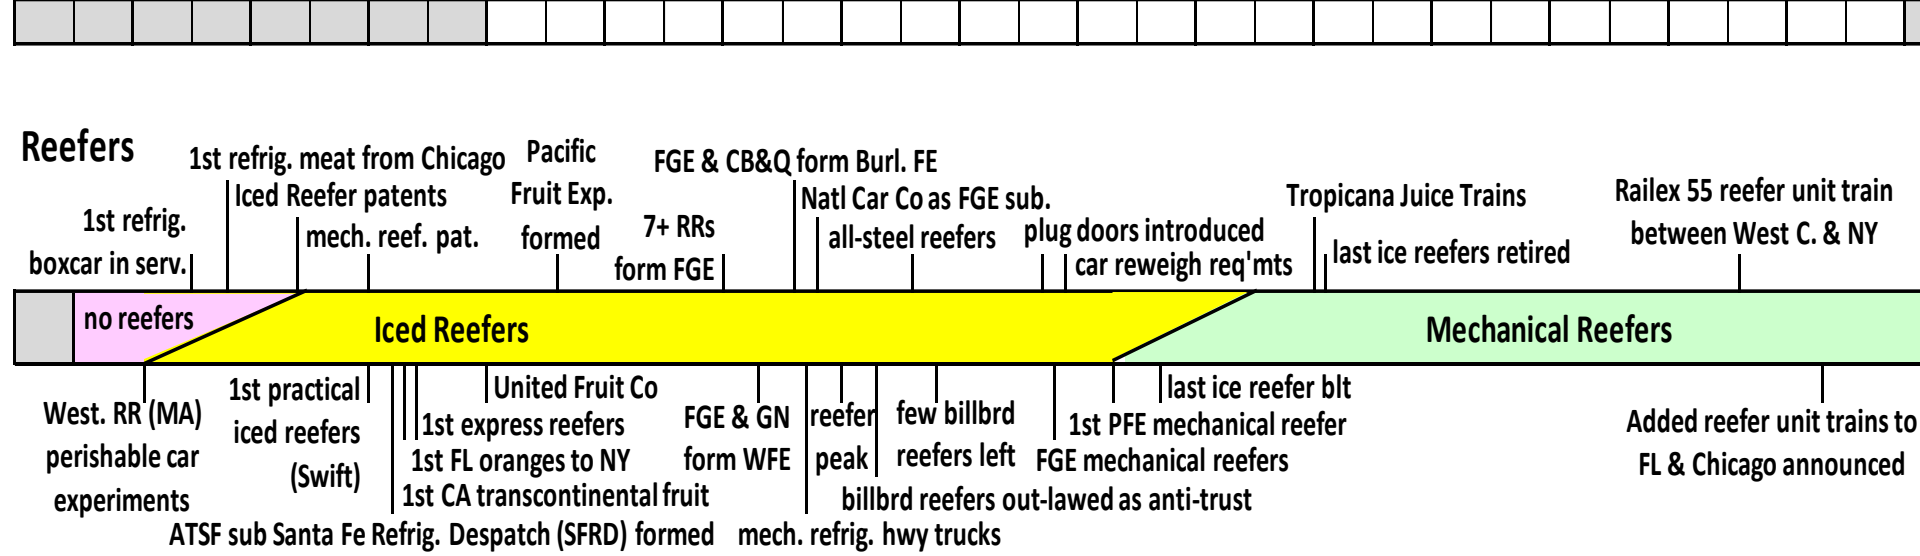 Reefers
1st refrig. meat from Chicago
Pacific
Fruit Exp.
formed
FGE & CB&Q form Burl. FE
Iced Reefer patents
Natl Car Co as FGE sub.
Tropicana Juice Trains
Railex 55 reefer unit train
between West C. & NY
1st refrig.
boxcar in serv.
mech. reef. pat.
7+ RRs
form FGE
all-steel reefers
plug doors introduced
car reweigh req'mts
last ice reefers retired
no reefers
Iced Reefers
Mechanical Reefers
West. RR (MA)
perishable car
experiments
1st practical
iced reefers
(Swift)
United Fruit Co
1st express reefers
1st FL oranges to NY
1st CA transcontinental fruit
ATSF sub Santa Fe Refrig. Despatch (SFRD) formed
FGE & GN
form WFE
reefer
peak
few billbrd
reefers left
last ice reefer blt
1st PFE mechanical reefer
FGE mechanical reefers
billbrd reefers out-lawed as anti-trust
mech. refrig. hwy trucks
Added reefer unit trains to
FL & Chicago announced